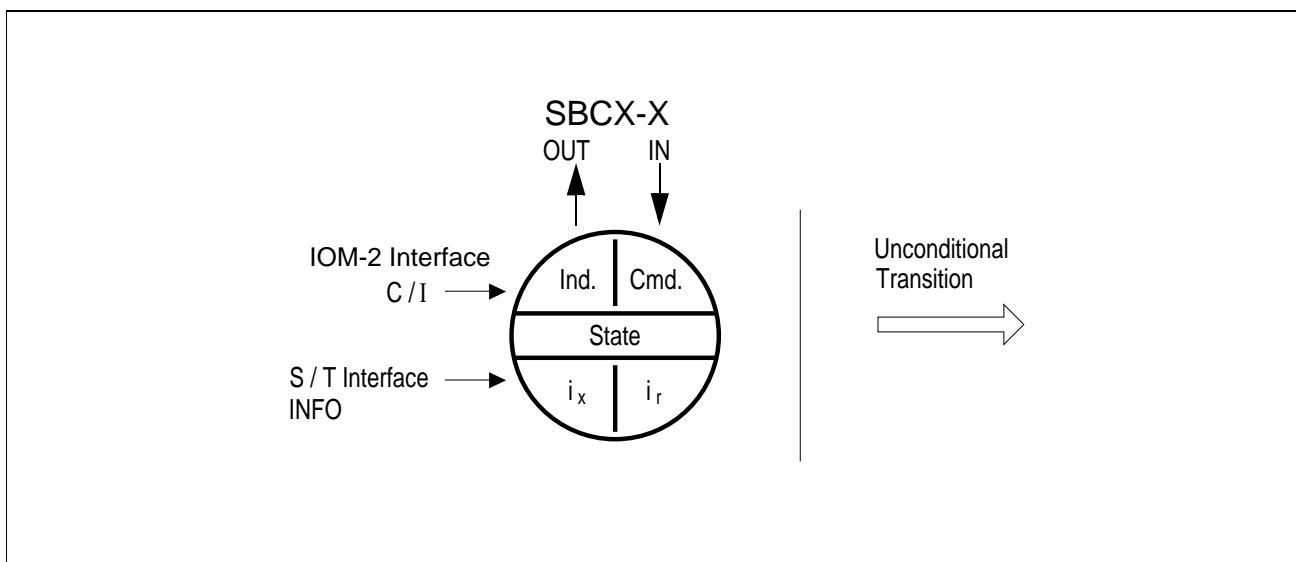 SBCX-X
OUT IN
IOM-2 Interface
C / I
Ind. Cmd.
State
S / T Interface
INFO
i x i r
Unconditional
Transition